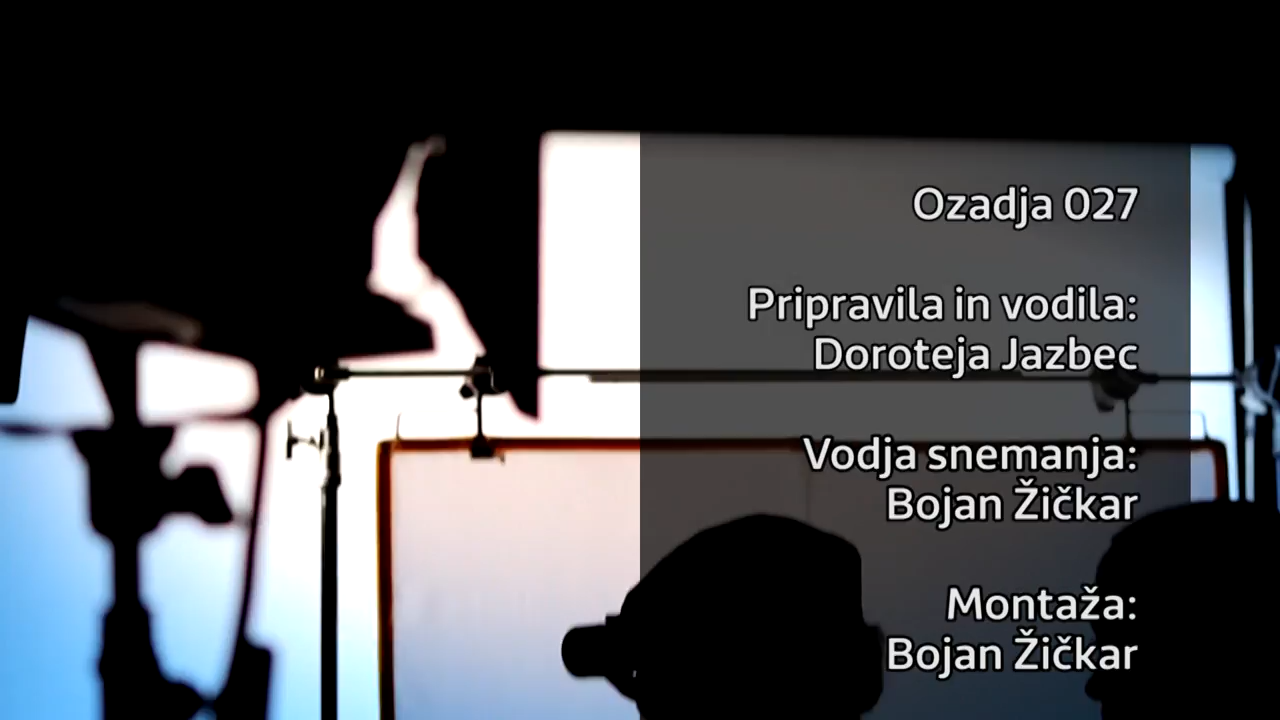 Ozadja 027
Pripravila in vodila:
Doroteja Jazbec
Vodja snemanja:
Bojan Žičkar
Montaža:
Bojan Žičkar